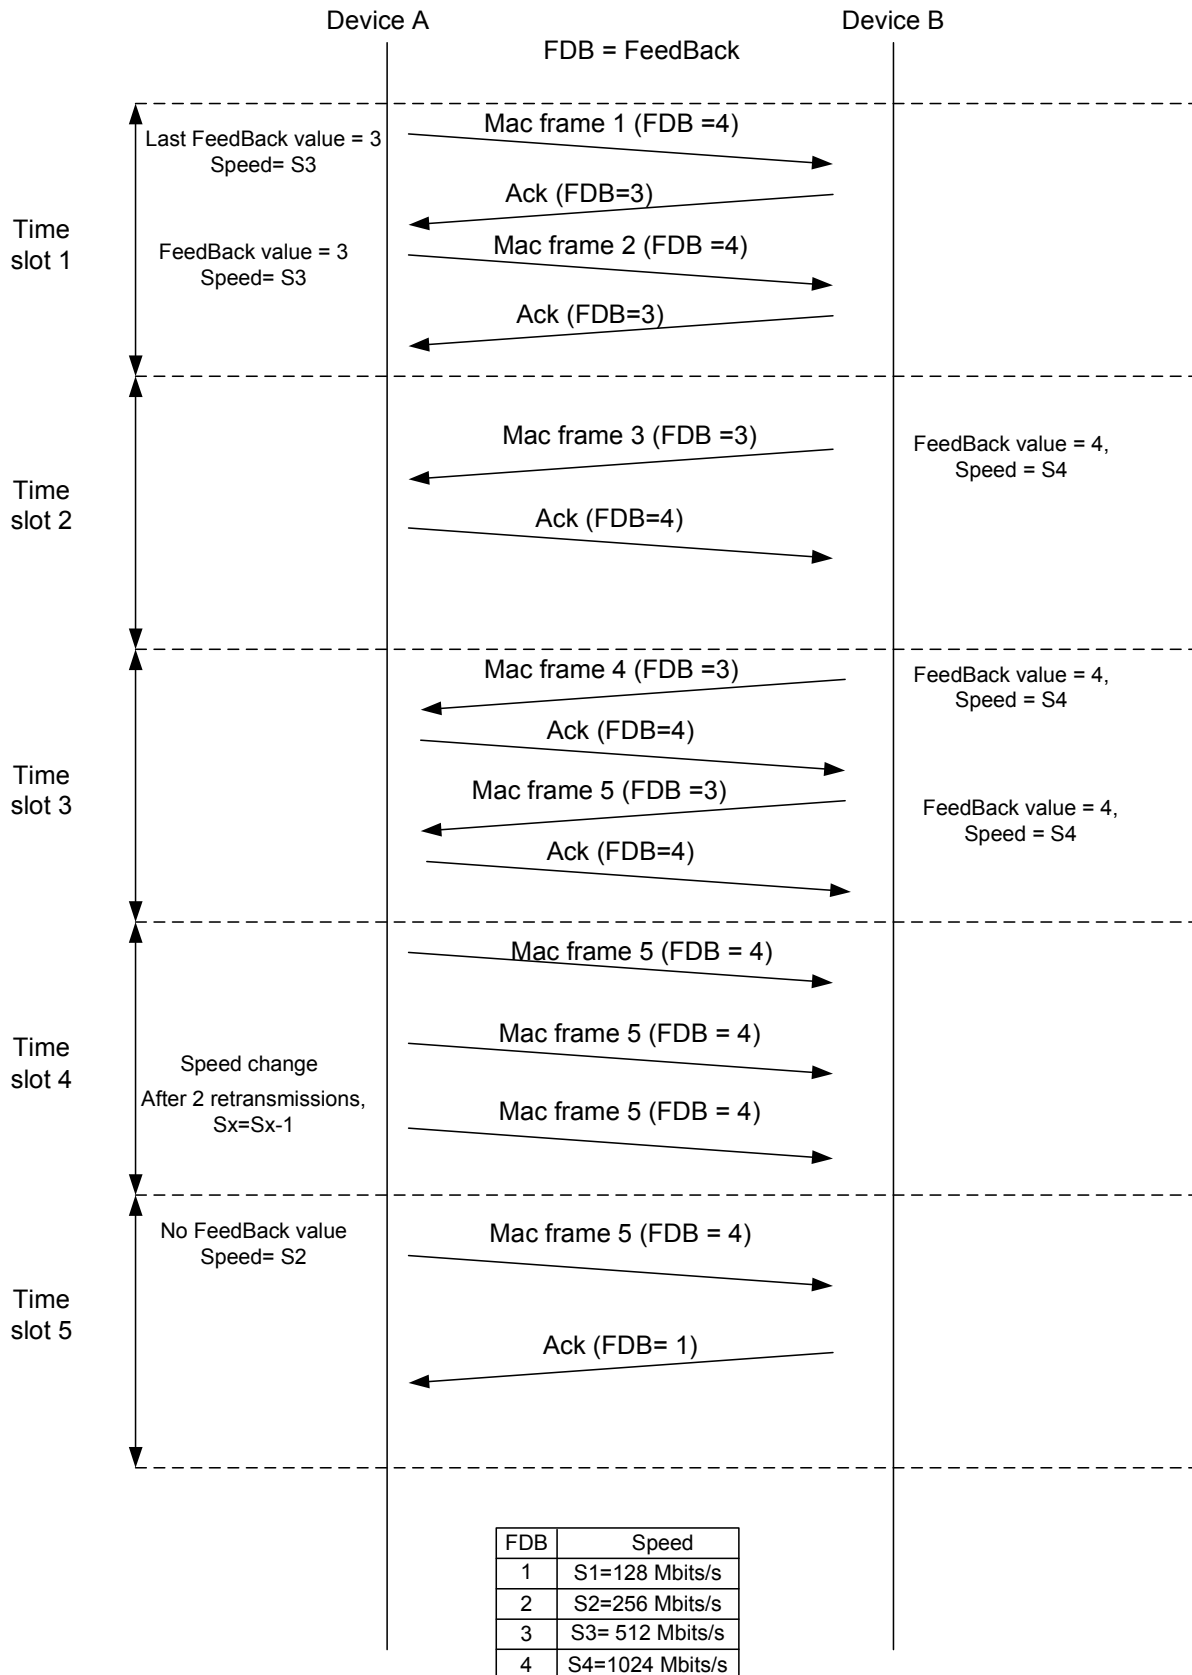 Device A
Device B
FDB = FeedBack
Mac frame 1 (FDB =4)
Last FeedBack value = 3
Speed= S3
Ack (FDB=3)
Time
slot 1
FeedBack value = 3
Speed= S3
Mac frame 2 (FDB =4)
Ack (FDB=3)
Mac frame 3 (FDB =3)
FeedBack value = 4,
Speed = S4
Time
slot 2
Ack (FDB=4)
Mac frame 4 (FDB =3)
FeedBack value = 4,
Speed = S4
Ack (FDB=4)
Time
slot 3
Mac frame 5 (FDB =3)
FeedBack value = 4,
Speed = S4
Ack (FDB=4)
Mac frame 5 (FDB = 4)
Mac frame 5 (FDB = 4)
Time
slot 4
Speed change
After 2 retransmissions,
Sx=Sx-1
Mac frame 5 (FDB = 4)
No FeedBack value
Speed= S2
Mac frame 5 (FDB = 4)
Time
slot 5
Ack (FDB= 1)
FDB Speed
1 S1=128 Mbits/s
2 S2=256 Mbits/s
3 S3= 512 Mbits/s
4 S4=1024 Mbits/s